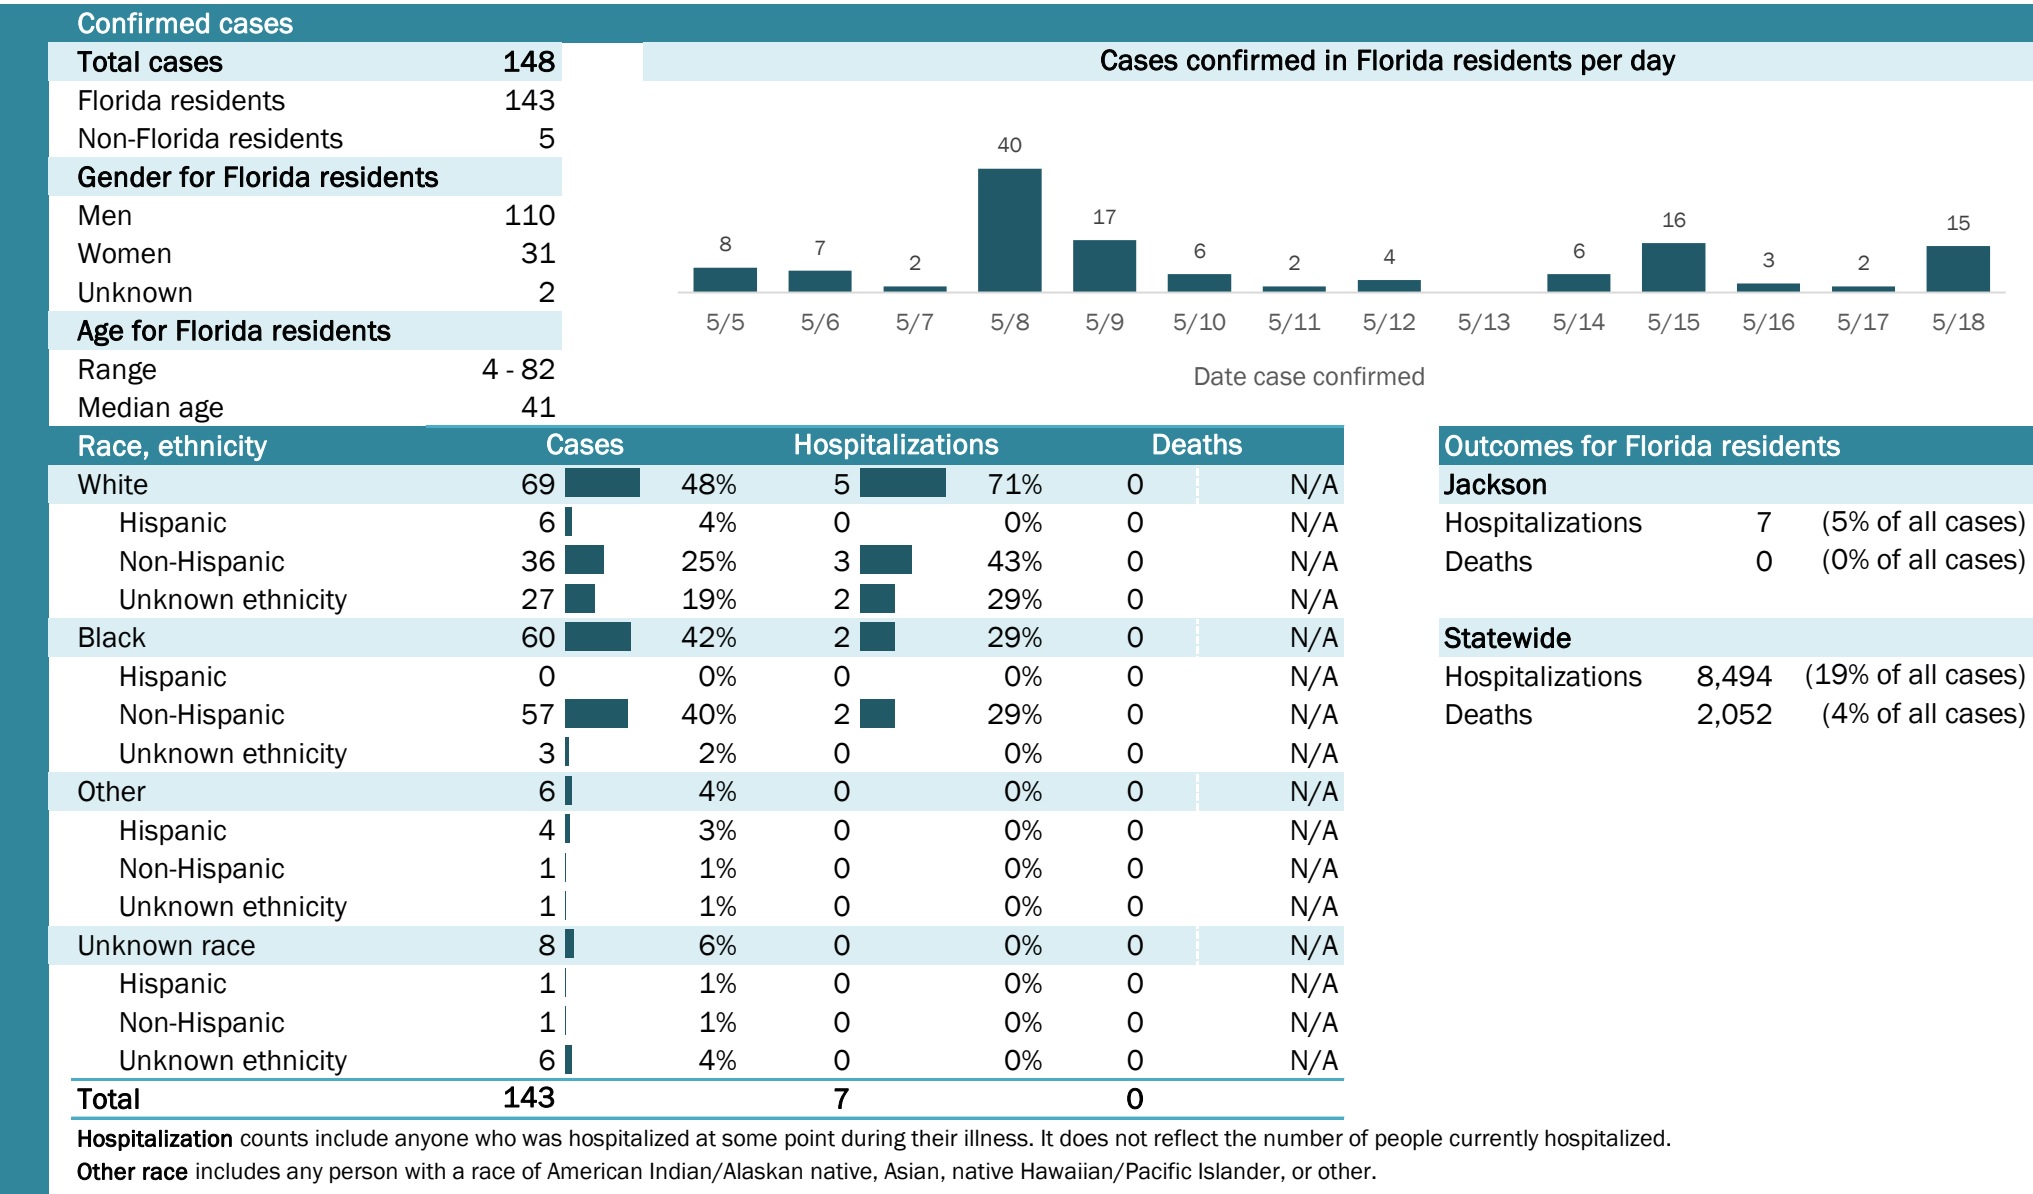 Confirmed cases
Total cases 148
Florida residents 143
Non-Florida residents 5
Gender for Florida residents
Men 110
Women 31
Unknown 2
Age for Florida residents
Range 4 - 82
Median age 41
Cases confirmed in Florida residents per day
8 7 2 40 17 6 2 4 6 16 3 2 15
5/5 5/6 5/7 5/8 5/9 5/10 5/11 5/12 5/13 5/14 5/15 5/16 5/17 5/18
Date case confirmed
Race, ethnicity Cases Hospitalizations Deaths
White 69 48% 5 71% 0 N/A
Hispanic 6 4% 0 0% 0 N/A
Non-Hispanic 36 25% 3 43% 0 N/A
Unknown ethnicity 27 19% 2 29% 0 N/A
Black 60 42% 2 29% 0 N/A
Hispanic 0 0% 0 0% 0 N/A
Non-Hispanic 57 40% 2 29% 0 N/A
Unknown ethnicity 3 2% 0 0% 0 N/A
Other 6 4% 0 0% 0 N/A
Hispanic 4 3% 0 0% 0 N/A
Non-Hispanic 1 1% 0 0% 0 N/A
Unknown ethnicity 1 1% 0 0% 0 N/A
Unknown race 8 6% 0 0% 0 N/A
Hispanic 1 1% 0 0% 0 N/A
Non-Hispanic 1 1% 0 0% 0 N/A
Unknown ethnicity 6 4% 0 0% 0 N/A
Total 143 7 0
Outcomes for Florida residents
Jackson
Hospitalizations 7 (5% of all cases)
Deaths 0 (0% of all cases)
Statewide
Hospitalizations 8,494 (19% of all cases)
Deaths 2,052 (4% of all cases)
Hospitalization counts include anyone who was hospitalized at some point during their illness. It does not reflect the number of people currently hospitalized.
Other race includes any person with a race of American Indian/Alaskan native, Asian, native Hawaiian/Pacific Islander, or other.